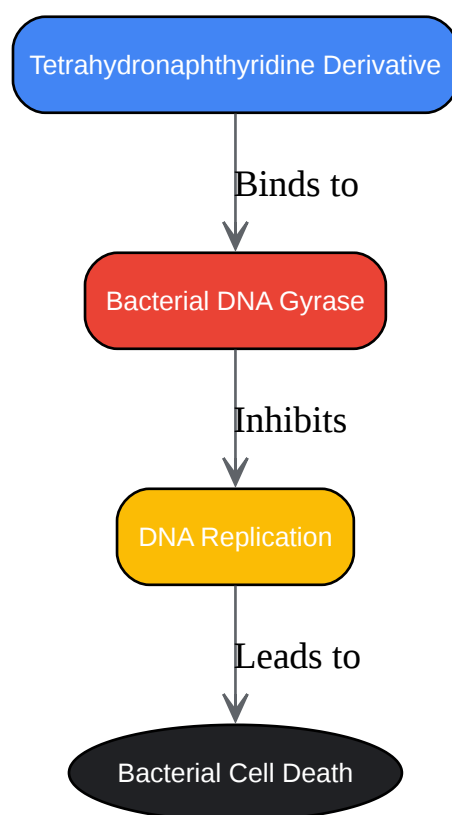 Tetrahydronaphthyridine Derivative
Binds to
Bacterial DNA Gyrase
Inhibits
DNA Replication
Leads to
Bacterial Cell Death